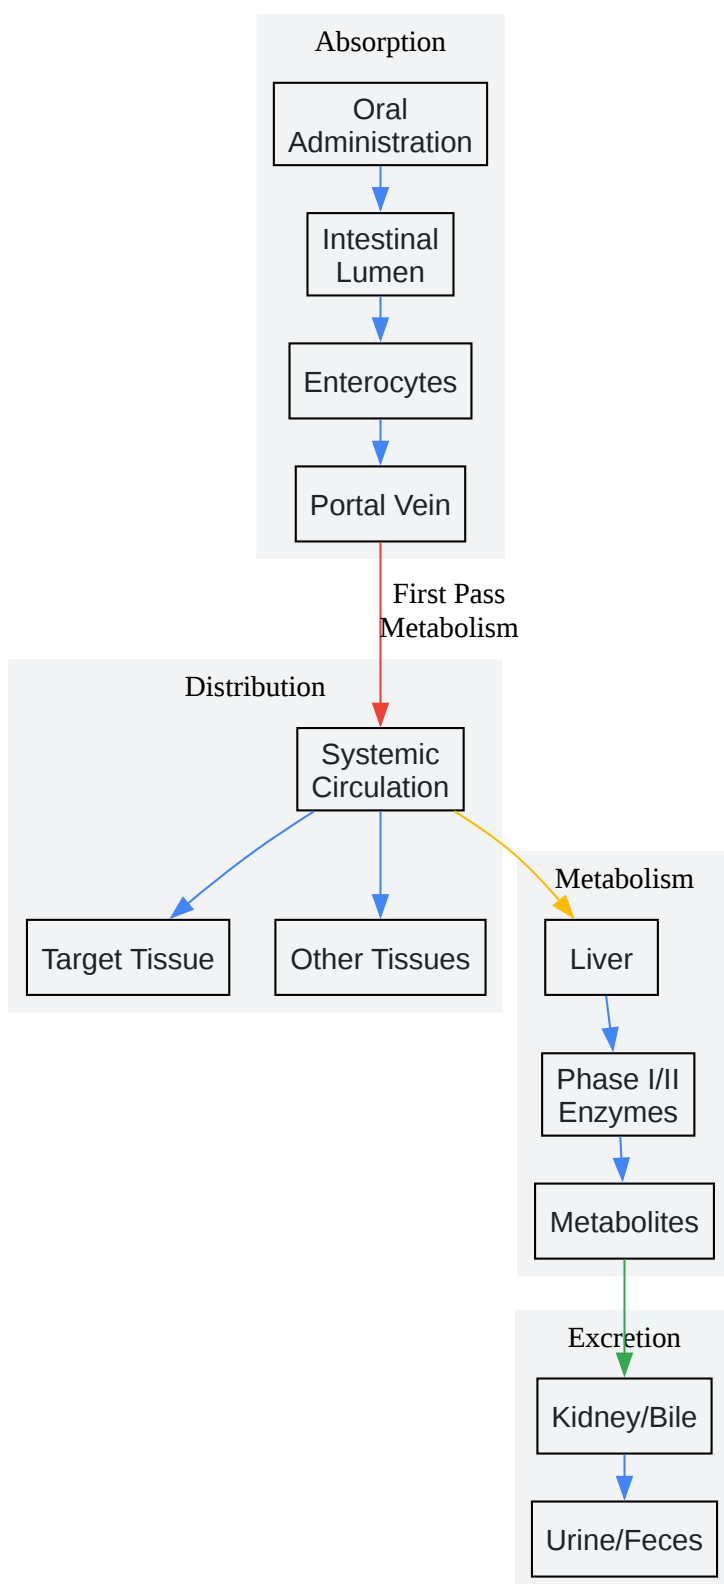 Absorption
Oral
Administration
Intestinal
Lumen
Enterocytes
Portal Vein
First Pass
Metabolism
Distribution
Systemic
Circulation
Target Tissue
Other Tissues
Metabolism
Liver
Phase I/II
Enzymes
Metabolites
Excretion
Kidney/Bile
Urine/Feces